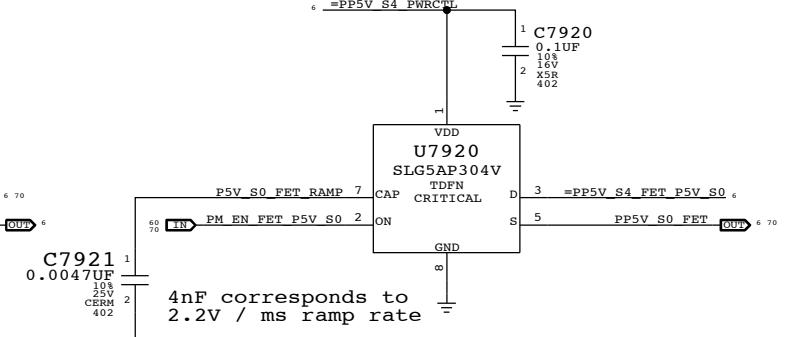 6 =PP5V_S4_PWRCTL
1 C7920
0.1UF
10%
16V
2 X5R
402
1
VDD
U7920
SLG5AP304V
TDFN
CRITICAL
P5V_S0_FET_RAMP 7 CAP
D 3 =PP5V_S4_FET_P5V_S0 6
6 70
OUT 6
60
70
IN PM_EN_FET_P5V_S0 2 ON
S 5 PP5V_S0_FET OUT 6 70
GND
8
C7921 1
0.0047UF
10%
25V
CERM 2
402
4nF corresponds to
2.2V / ms ramp rate